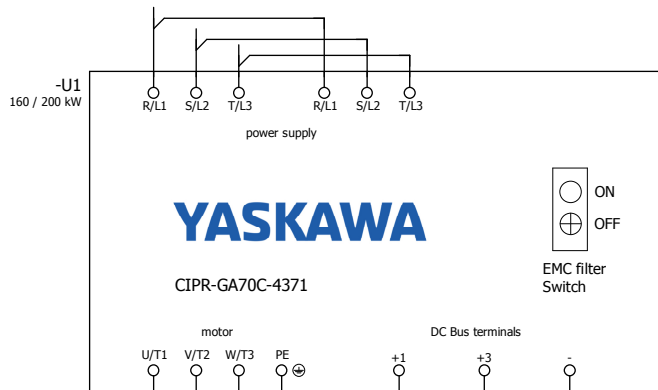 -U1
160 / 200 kW
R/L1 S/L2 T/L3 R/L1 S/L2 T/L3
power supply
ON
OFF
YASKAWA
EMC filter
Switch
CIPR-GA70C-4371
motor DC Bus terminals
U/T1 V/T2 W/T3 PE +1 +3 -